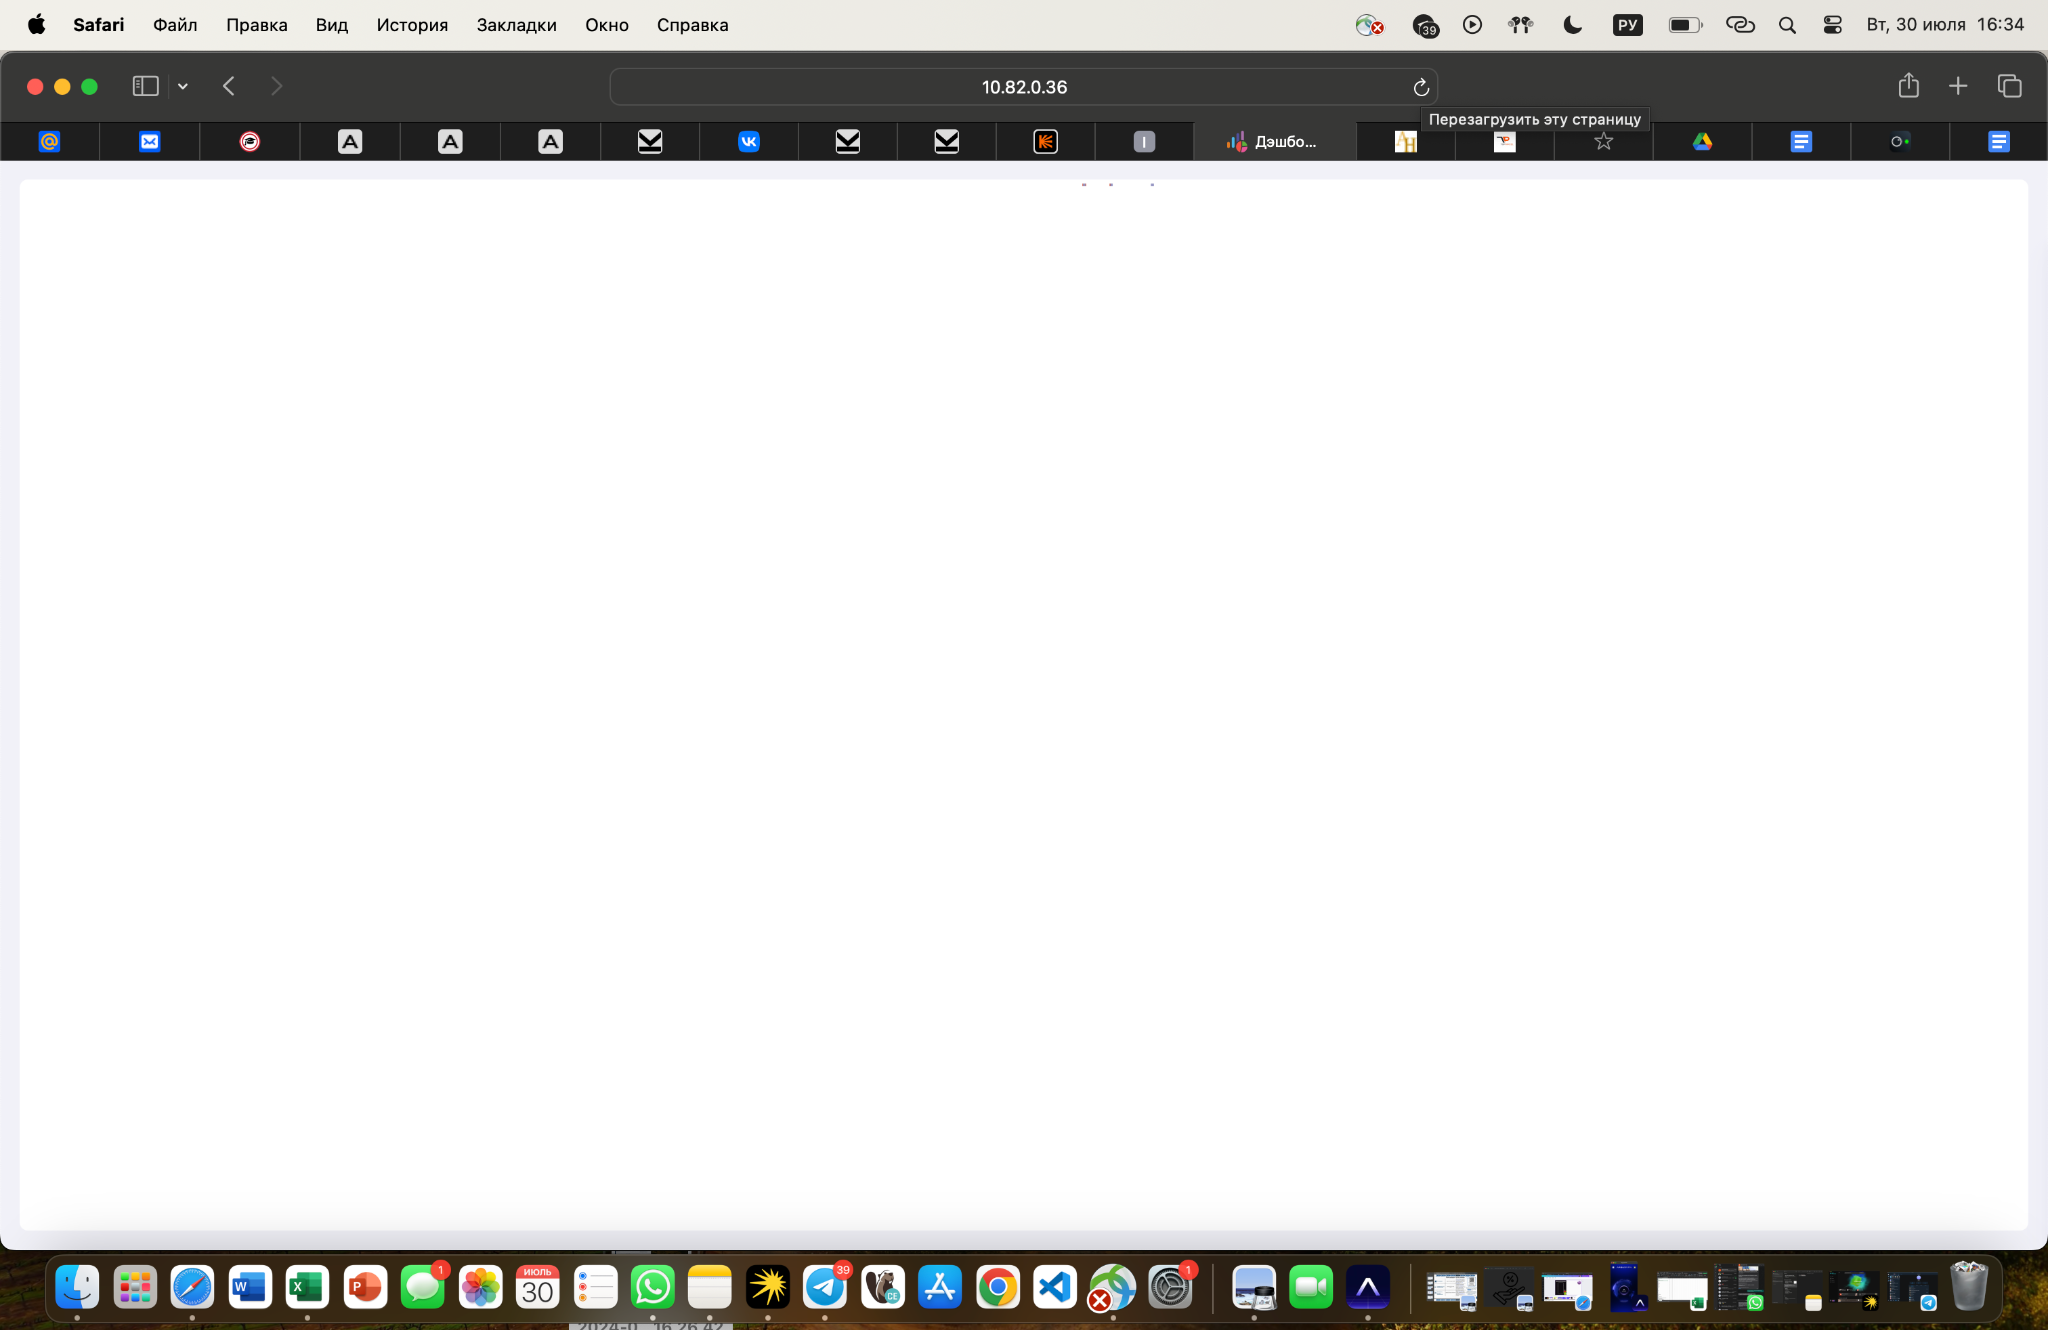 Safari Файл Правка Вид История Закладки Окно Справка 39 РУ Вт, 30 июля 16:34
10.82.0.36
Перезагрузить эту страницу
Дэшбо...
1 39 1
ИЮЛЬ
30
CE